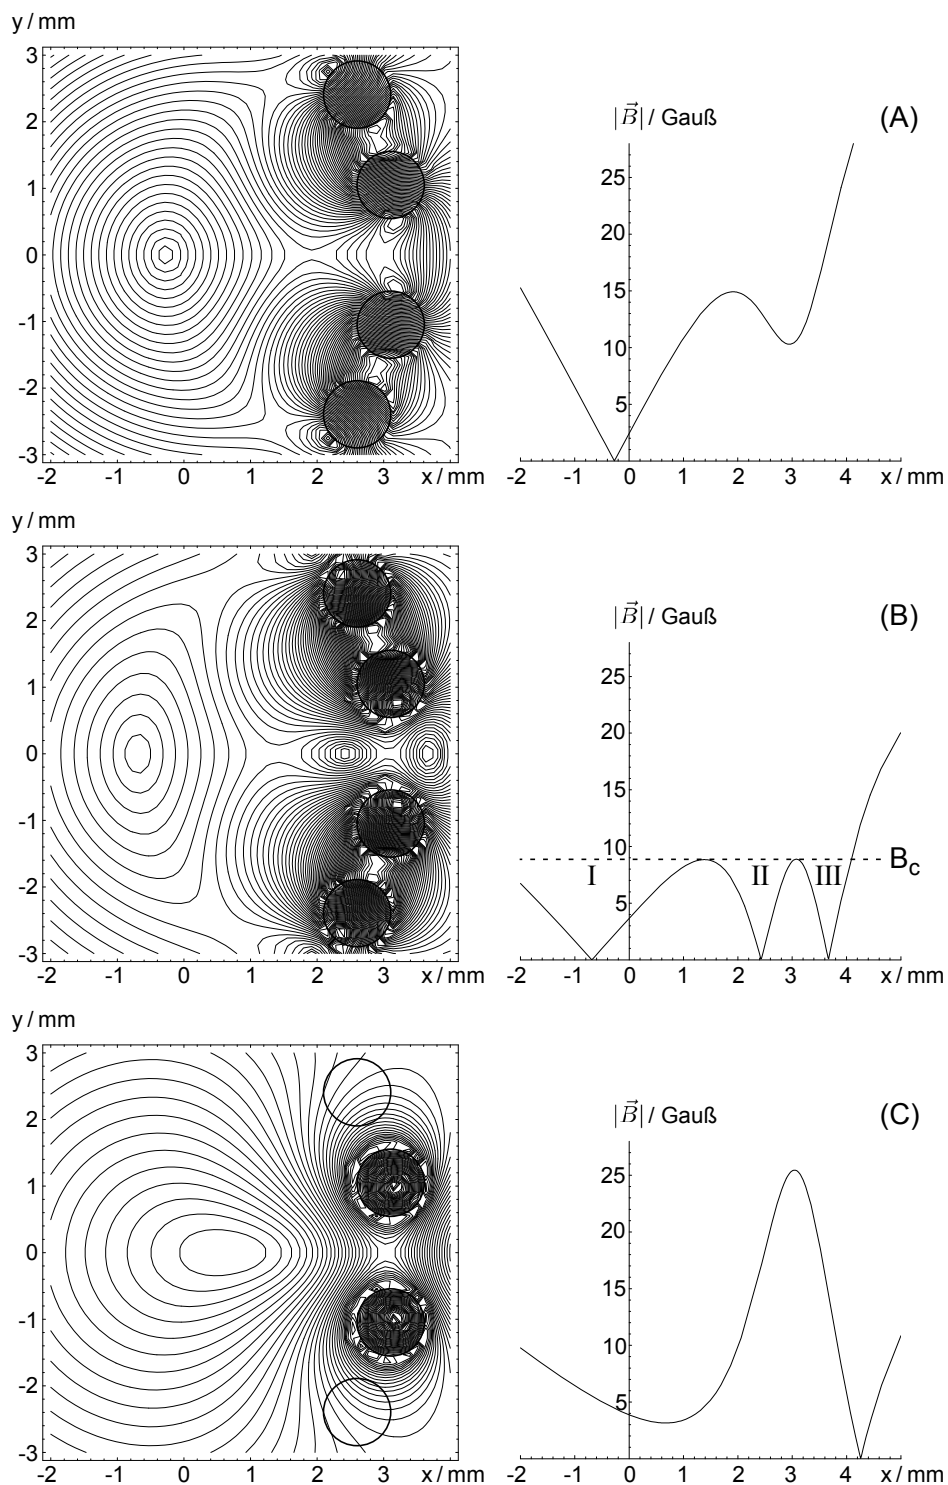 y / mm
3
2
1
0
-1
-2
-3
-2 -1 0 1 2 3 x / mm
|B⃗| / Gauß (A)
25
20
15
10
5
-2 -1 0 1 2 3 4 x / mm
y / mm
3
2
1
0
-1
-2
-3
-2 -1 0 1 2 3 x / mm
|B⃗| / Gauß (B)
25
20
15
10
B_c
I II III
5
-2 -1 0 1 2 3 4 x / mm
y / mm
3
2
1
0
-1
-2
-3
-2 -1 0 1 2 3 x / mm
|B⃗| / Gauß (C)
25
20
15
10
5
-2 -1 0 1 2 3 4 x / mm